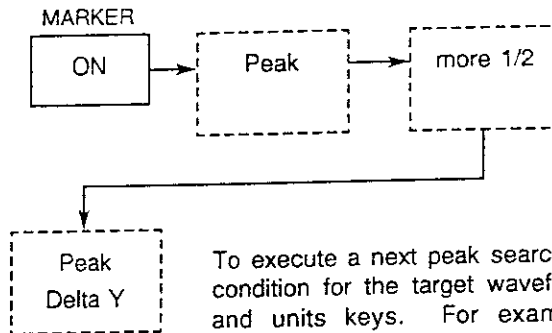 MARKER
ON
Peak
more 1/2
Peak
Delta Y
To execute a next peak searc
condition for the target wavef
and units keys. For exam